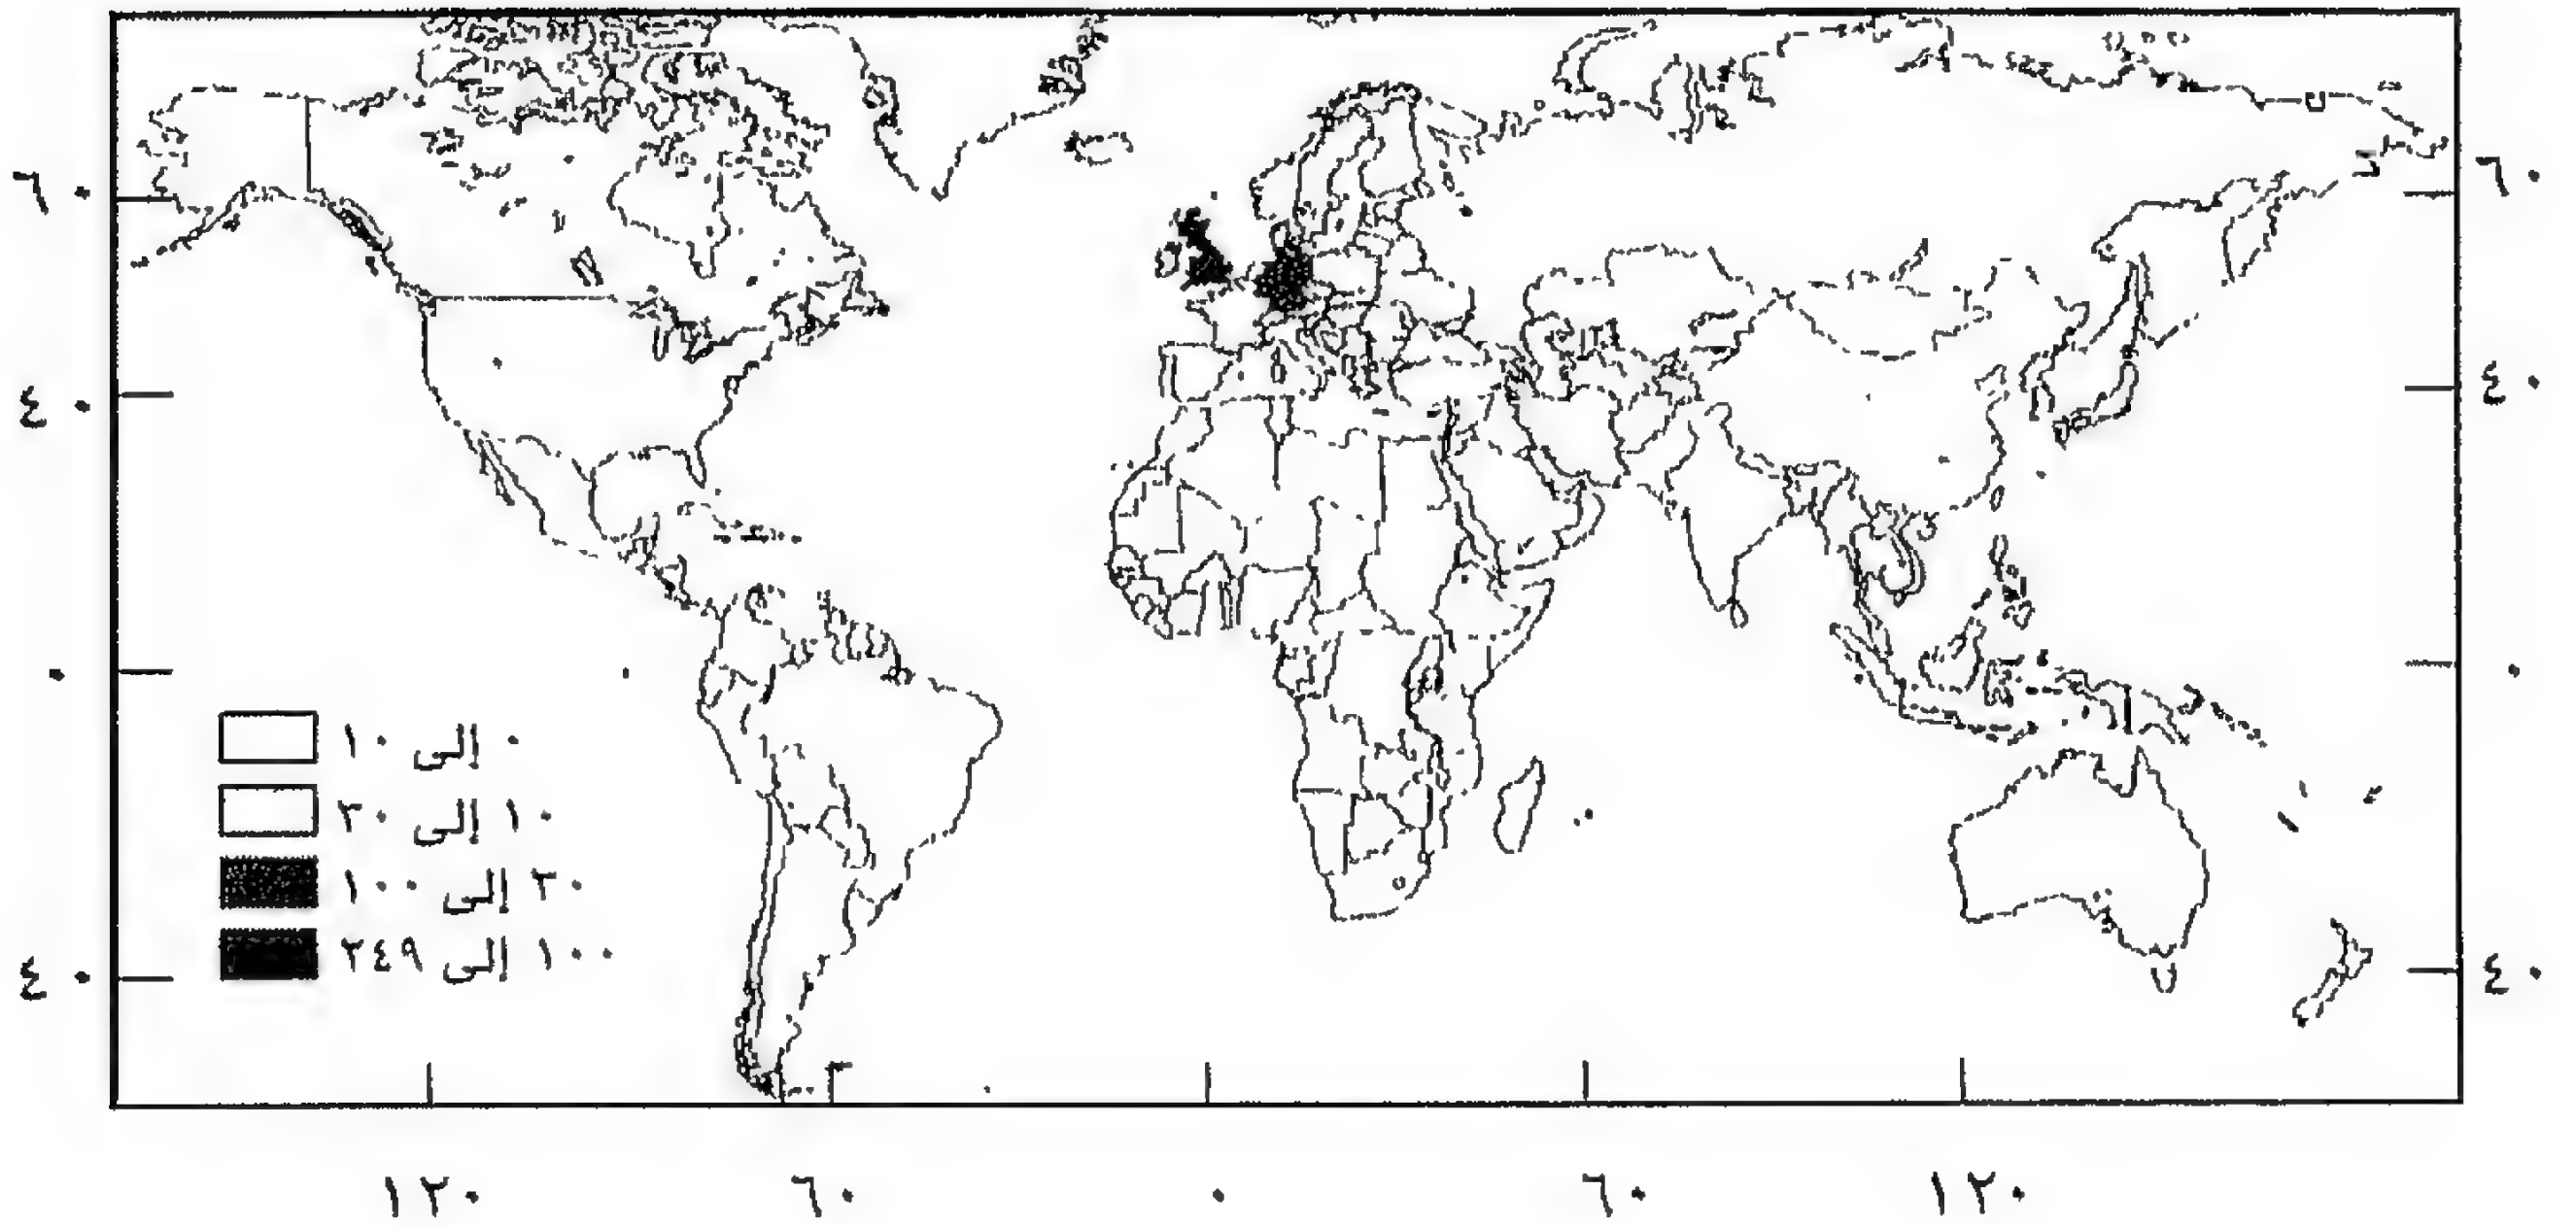 ٦٠ ٦٠
٤٠ ٤٠
٠ ٠
٠ إلى ١٠
١٠ إلى ٣٠
٣٠ إلى ١٠٠
١٠٠ إلى ٢٤٩
٤٠ ٤٠
١٢٠ ٦٠ ٠ ٦٠ ١٢٠